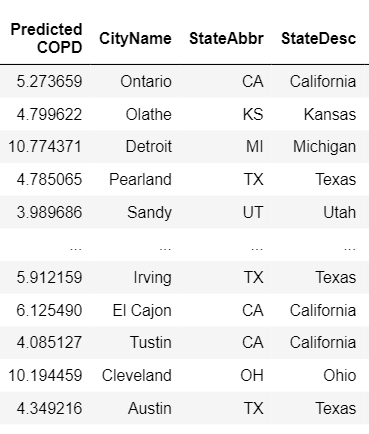 Predicted COPD CityName StateAbbr StateDesc
5.273659 Ontario CA California
4.799622 Olathe KS Kansas
10.774371 Detroit MI Michigan
4.785065 Pearland TX Texas
3.989686 Sandy UT Utah
... ... ... ...
5.912159 Irving TX Texas
6.125490 El Cajon CA California
4.085127 Tustin CA California
10.194459 Cleveland OH Ohio
4.349216 Austin TX Texas